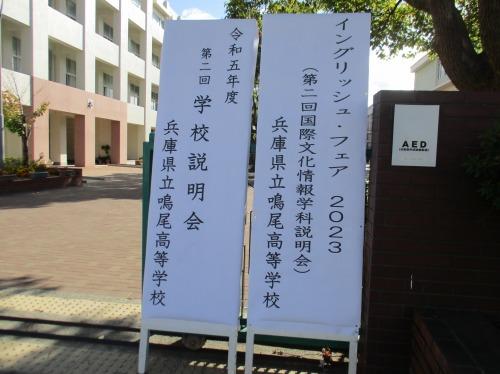 イングリッシュ・フェア 2023
(第二回国際文化情報学科説明会)
兵庫県立鳴尾高等学校
令和五年度
第二回 学校説明会
兵庫県立鳴尾高等学校
AED